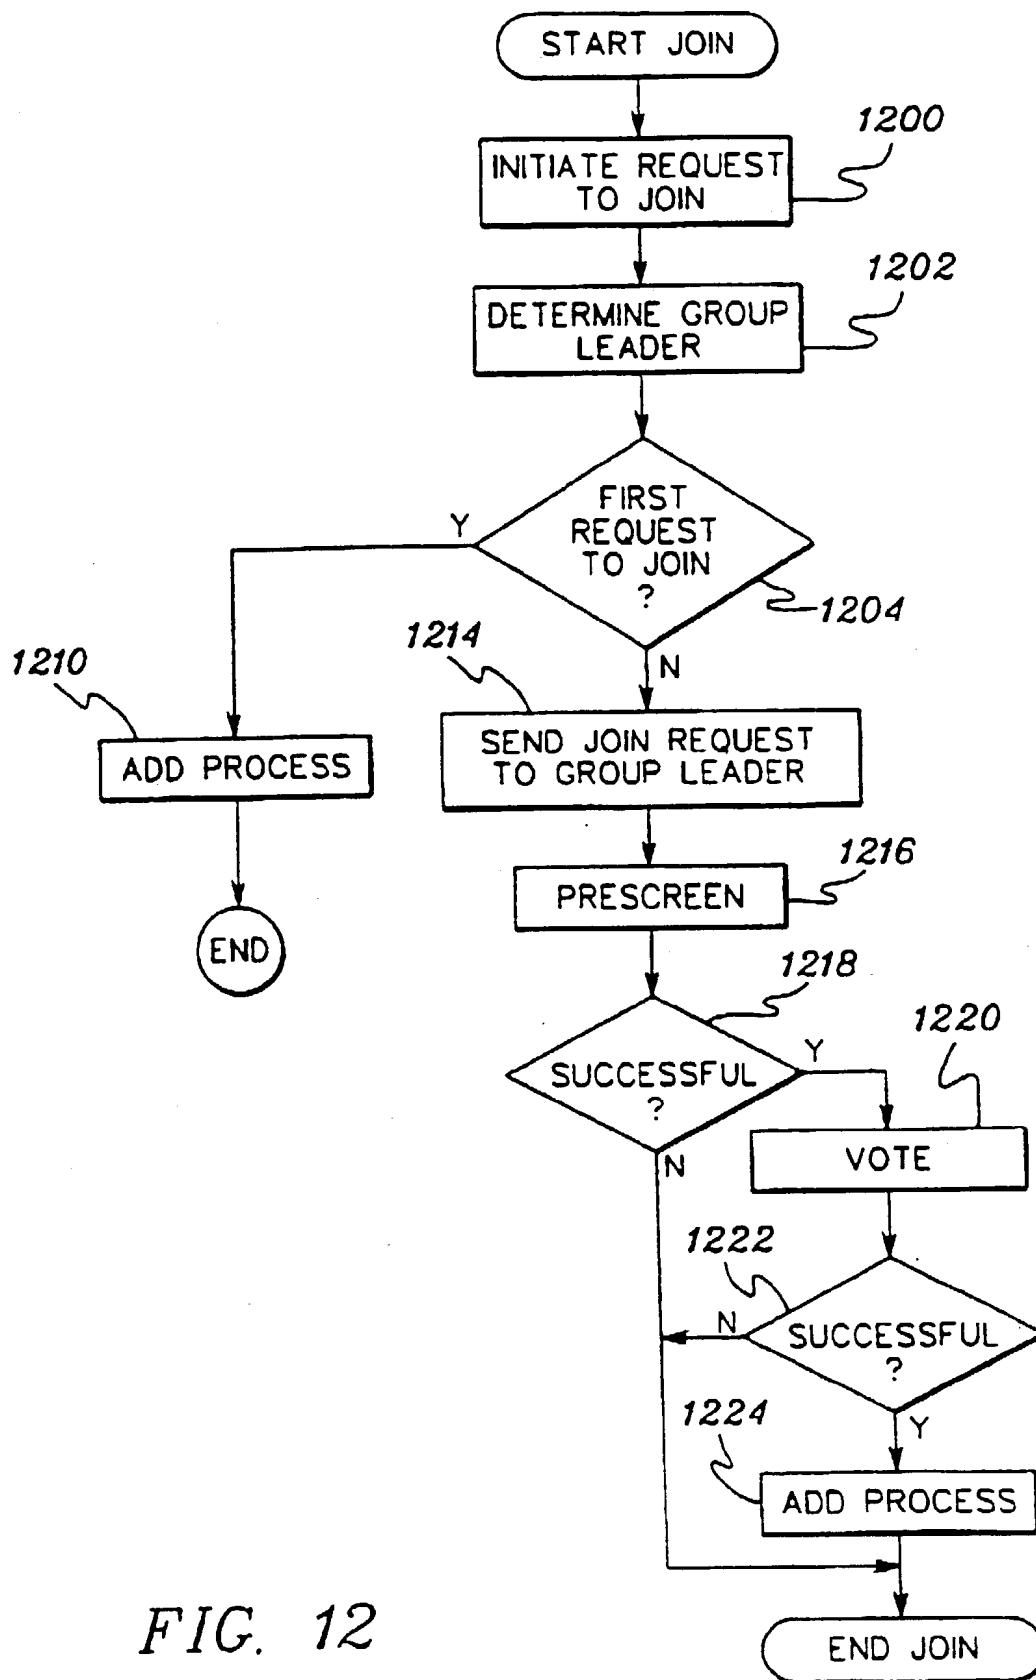 START JOIN
1200
INITIATE REQUEST
TO JOIN
1202
DETERMINE GROUP
LEADER
FIRST
REQUEST
TO JOIN
?
Y
1204
N
1210
1214
ADD PROCESS
SEND JOIN REQUEST
TO GROUP LEADER
1216
PRESCREEN
END
1218
SUCCESSFUL
?
Y
N
1220
VOTE
1222
SUCCESSFUL
?
N
Y
1224
ADD PROCESS
END JOIN
FIG. 12